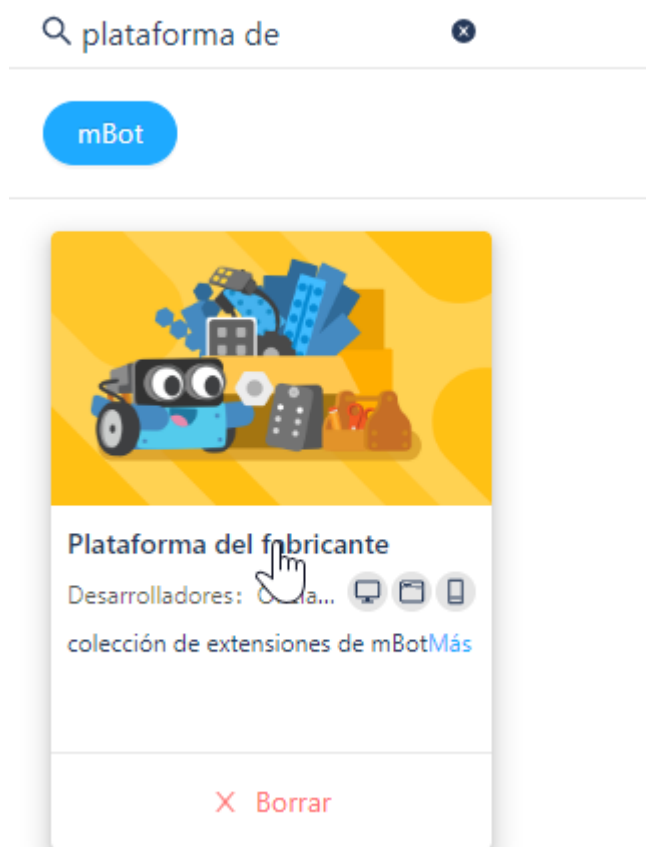 plataforma de
mBot
Plataforma del fabricante
Desarrolladores:
colección de extensiones de mBotMás
Borrar